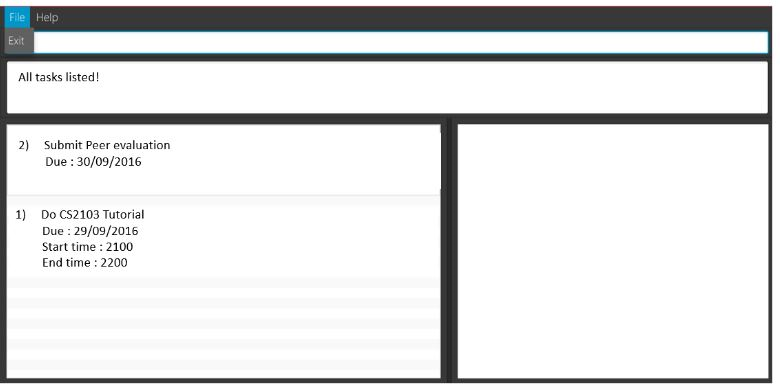 File Help
Exit
All tasks listed!
2) Submit Peer evaluation
Due : 30/09/2016
1) Do CS2103 Tutorial
Due : 29/09/2016
Start time : 2100
End time : 2200